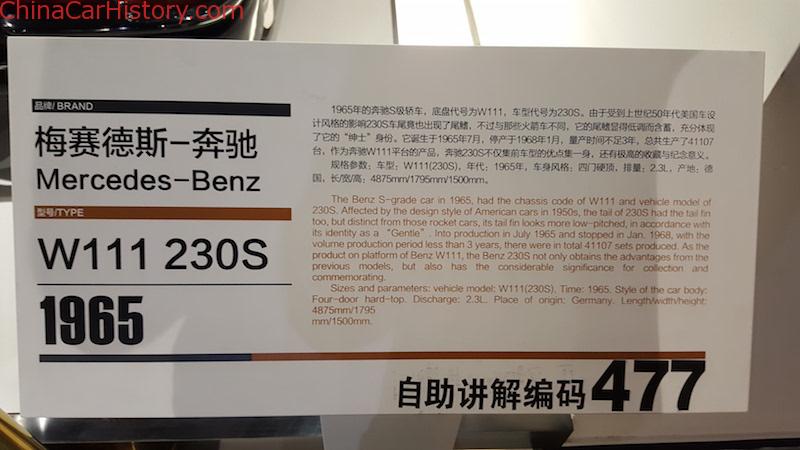 ChinaCarHistory.com
品牌/ BRAND
梅赛德斯-奔驰
Mercedes-Benz
型号/TYPE
W111 230S
1965
1965年的奔驰S级轿车，底盘代号为W111，车型代号为230S。由于受到上世纪50年代美国车设
计风格的影响230S车尾竟也出现了尾鳍，不过与那些火箭车不同，它的尾鳍显得低调而含蓄，充分体现
了它的“绅士”身份。它诞生于1965年7月，停产于1968年1月，量产时间不足3年，总共生产了41107
台，作为奔驰W111平台的产品，奔驰230S不仅集前车型的优点集一身，还有极高的收藏与纪念意义。
规格参数：车型：W111(230S)，年代：1965年，车身风格：四门硬顶，排量：2.3L，产地：德
国，长/宽/高：4875mm/1795mm/1500mm。
The Benz S-grade car in 1965, had the chassis code of W111 and vehicle model of
230S. Affected by the design style of American cars in 1950s, the tail of 230S had the tail fin
too, but distinct from those rocket cars, its tail fin looks more low-pitched, in accordance with
its identity as a “Gentle”. Into production in July 1965 and stopped in Jan. 1968, with the
volume production period less than 3 years, there were in total 41107 sets produced. As the
product on platform of Benz W111, the Benz 230S not only obtains the advantages from the
previous models, but also has the considerable significance for collection and
commemorating.
Sizes and parameters: vehicle model: W111(230S), Time: 1965. Style of the car body:
Four-door hard-top. Discharge: 2.3L. Place of origin: Germany. Length/width/height:
4875mm/1795
mm/1500mm.
自助讲解编码477